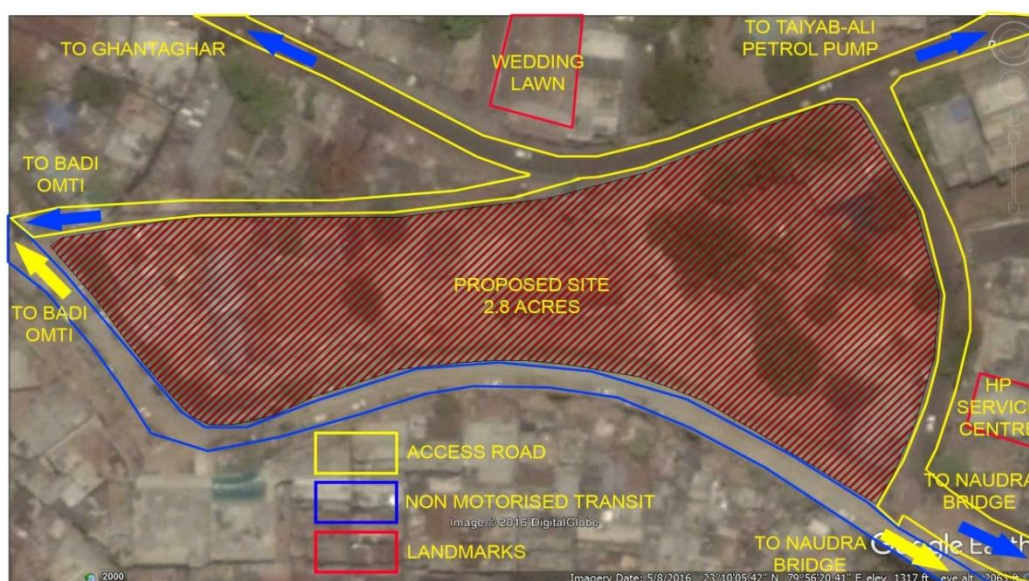 TO GHANTAGHAR
WEDDING
LAWN
TO TAIYAB-ALI
PETROL PUMP
TO BADI
OMTI
TO BADI
OMTI
PROPOSED SITE
2.8 ACRES
HP
SERVICE
CENTRE
ACCESS ROAD
NON MOTORISED TRANSIT
LANDMARKS
TO NAUDRA
BRIDGE
TO NAUDRA
BRIDGE
Image © 2016 DigitalGlobe
Google Earth
2000
Imagery Date: 5/8/2016 23°10'05.42" N 79°56'20.41" E elev 1317 ft eye alt